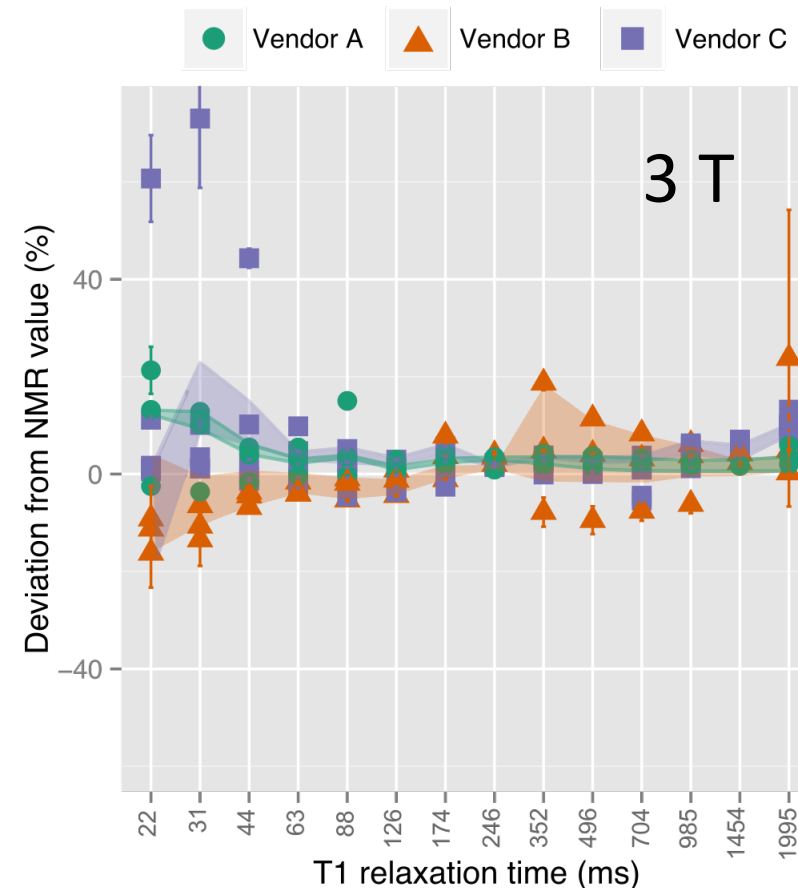 Vendor A Vendor B Vendor C
3 T
Deviation from NMR value (%)
40
0
−40
22 31 44 63 88 126 174 246 352 496 704 985 1454 1995
T1 relaxation time (ms)